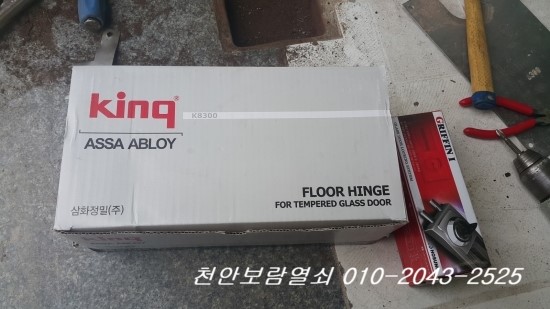 King
K8300
ASSA ABLOY
FLOOR HINGE
FOR TEMPERED GLASS DOOR
삼화정밀(주)
GRIFFIN I
천안보람열쇠 010-2043-2525